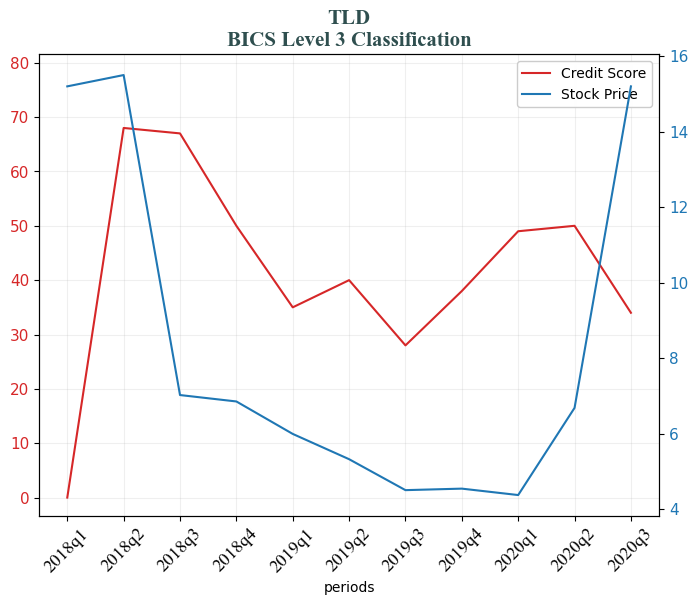 TLD
BICS Level 3 Classification
80
70
60
50
40
30
20
10
0
16
14
12
10
8
6
4
Credit Score
Stock Price
2018q1
2018q2
2018q3
2018q4
2019q1
2019q2
2019q3
2019q4
2020q1
2020q2
2020q3
periods